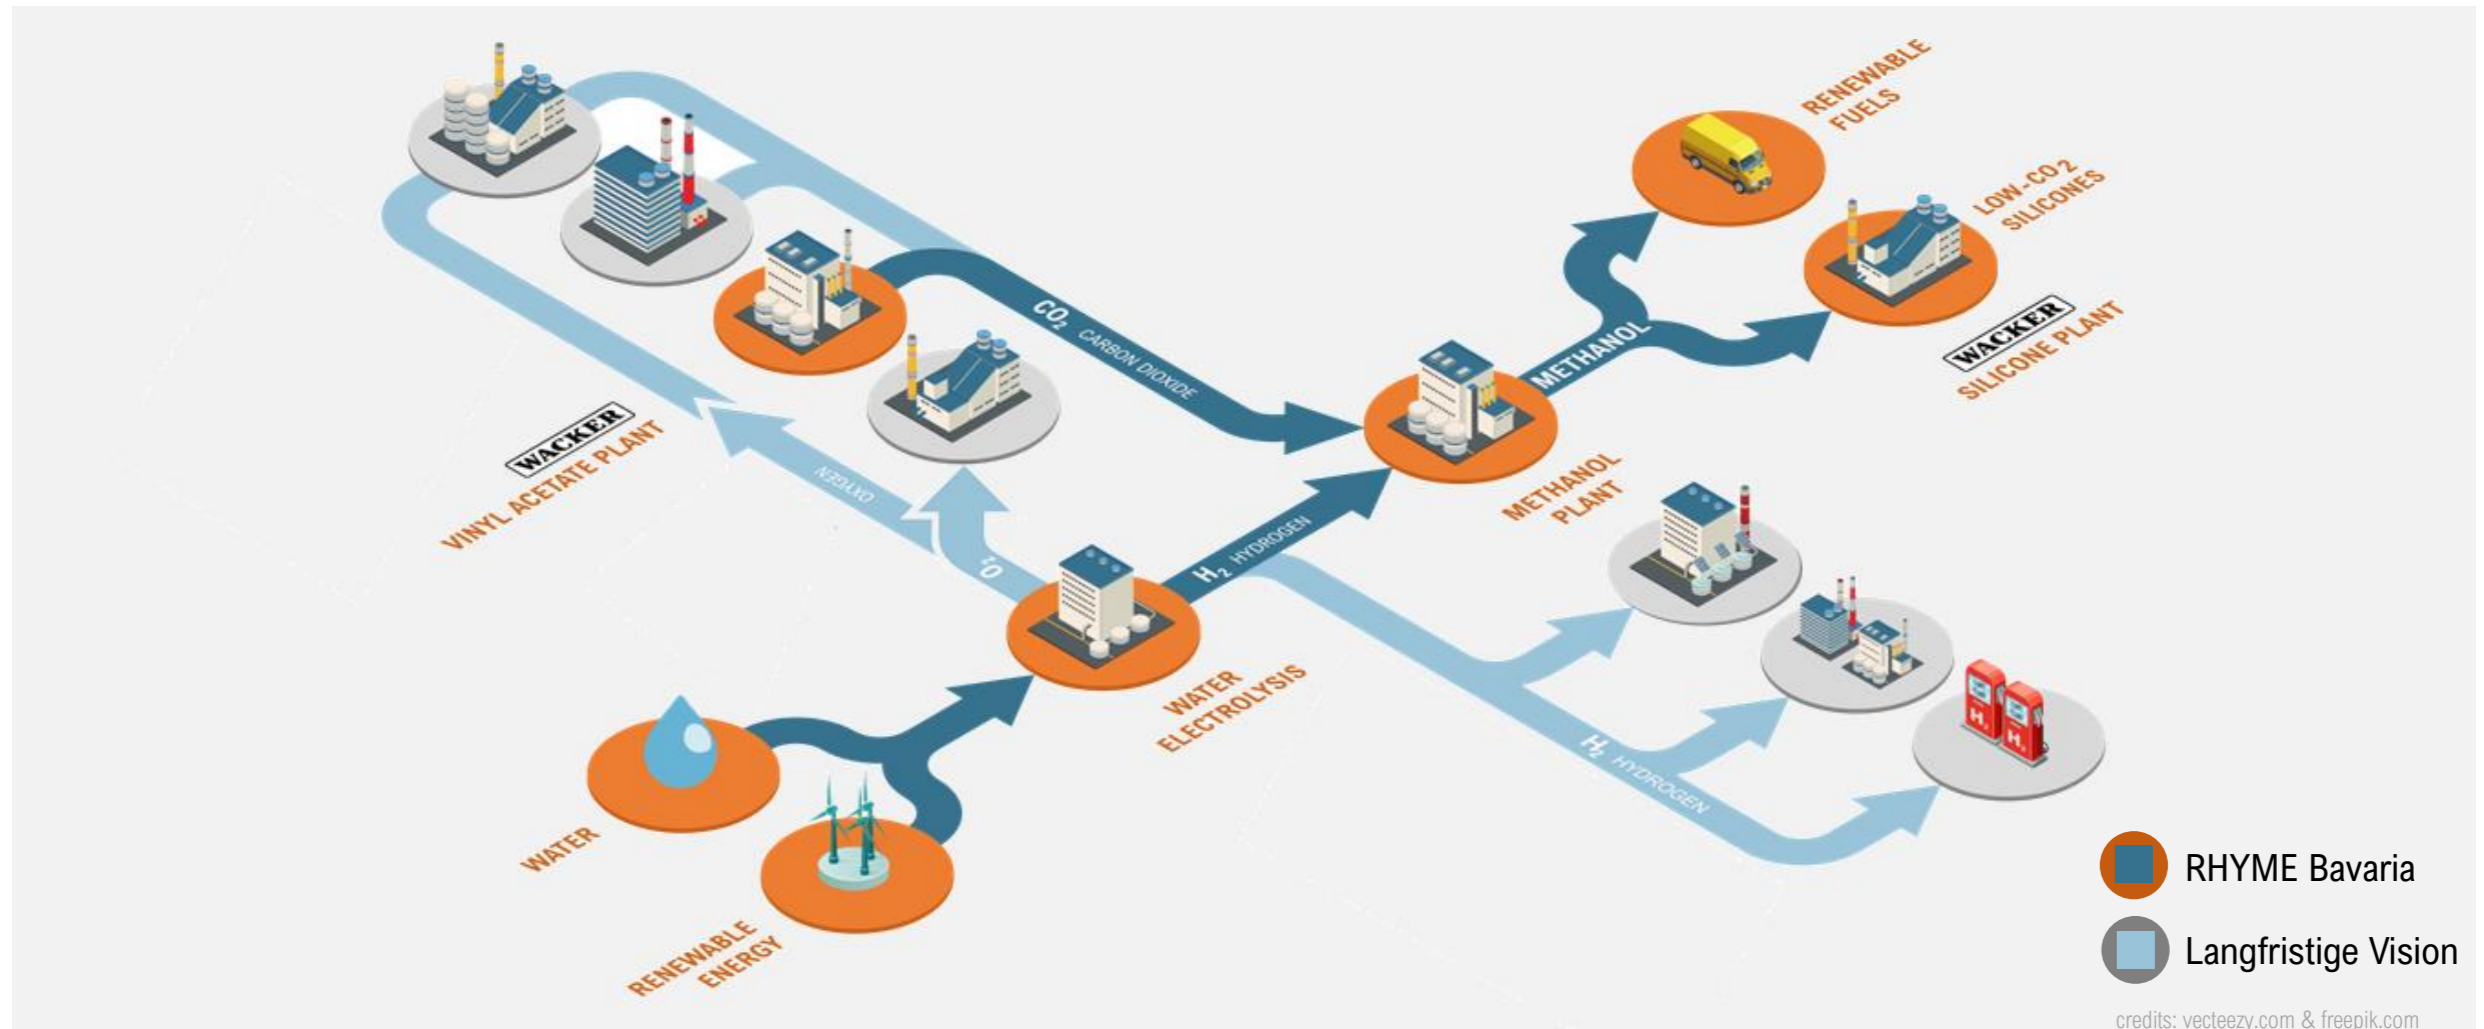 RENEWABLE
FUELS
LOW-CO2
SILICONES
WACKER
SILICONE PLANT
CO2 CARBON DIOXIDE
METHANOL
WACKER
VINYL ACETATE PLANT
OXYGEN
O2
METHANOL
PLANT
H2 HYDROGEN
WATER
ELECTROLYSIS
H2 HYDROGEN
H2
H2
WATER
RENEWABLE
ENERGY
RHYME Bavaria
Langfristige Vision
credits: vecteezy.com & freepik.com